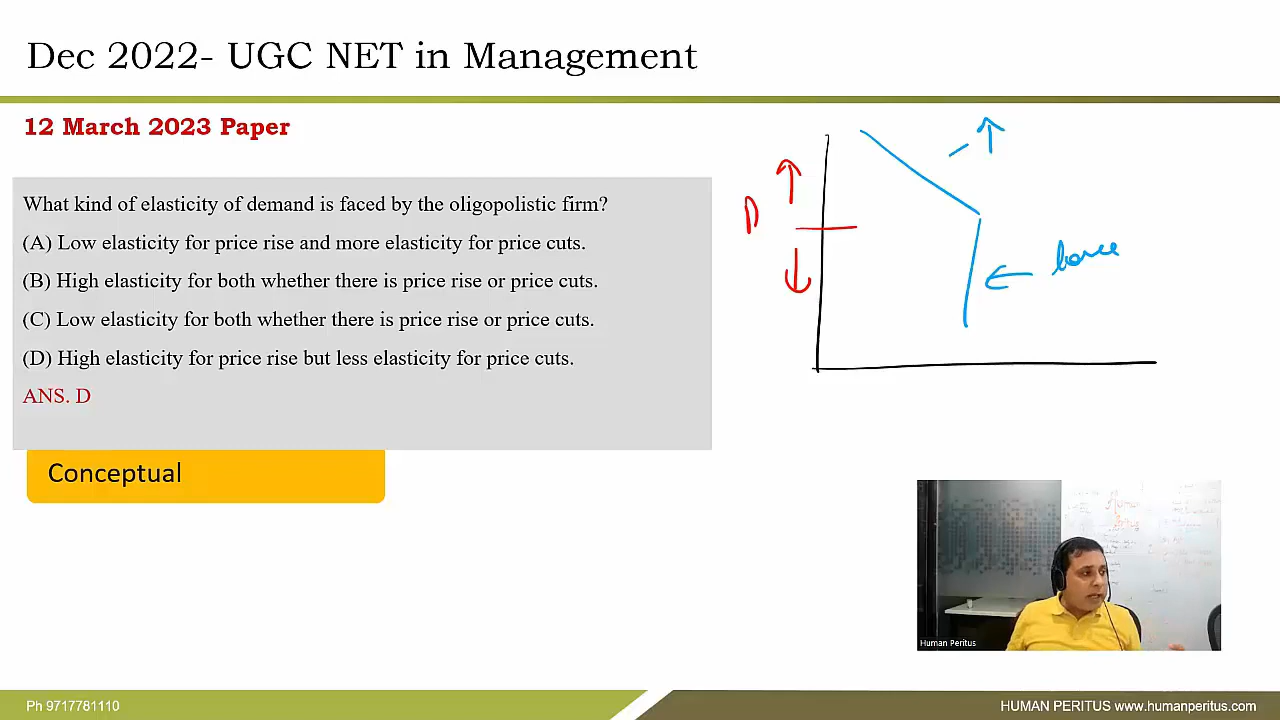 Dec 2022- UGC NET in Management
12 March 2023 Paper
What kind of elasticity of demand is faced by the oligopolistic firm?
(A) Low elasticity for price rise and more elasticity for price cuts.
(B) High elasticity for both whether there is price rise or price cuts.
(C) Low elasticity for both whether there is price rise or price cuts.
(D) High elasticity for price rise but less elasticity for price cuts.
ANS. D
Conceptual
Human Peritus
Ph 9717781110
HUMAN PERITUS www.humanperitus.com